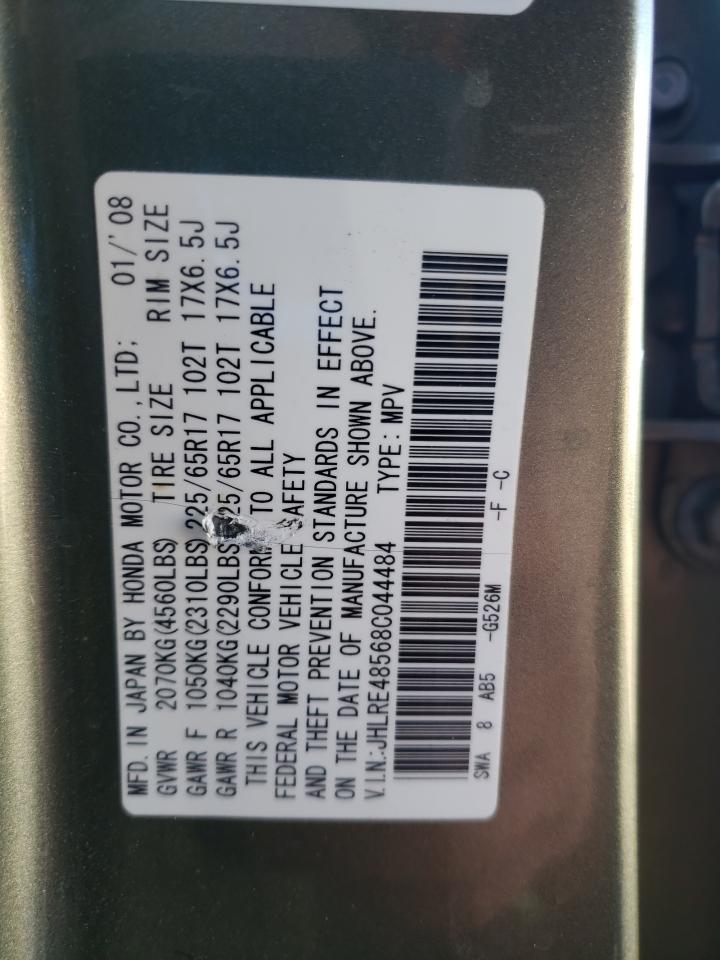 MFD. IN JAPAN BY HONDA MOTOR CO., LTD; 01/'08
GVWR 2070KG(4560LBS) TIRE SIZE RIM SIZE
GAWR F 1050KG(2310LBS) 225/65R17 102T 17X6.5J
GAWR R 1040KG(2290LBS) 25/65R17 102T 17X6.5J
THIS VEHICLE CONFORM TO ALL APPLICABLE
FEDERAL MOTOR VEHICLE SAFETY
AND THEFT PREVENTION STANDARDS IN EFFECT
ON THE DATE OF MANUFACTURE SHOWN ABOVE.
V.I.N.:JHLRE48568C044484 TYPE:MPV
SWA 8 AB5 -G526M -F -C